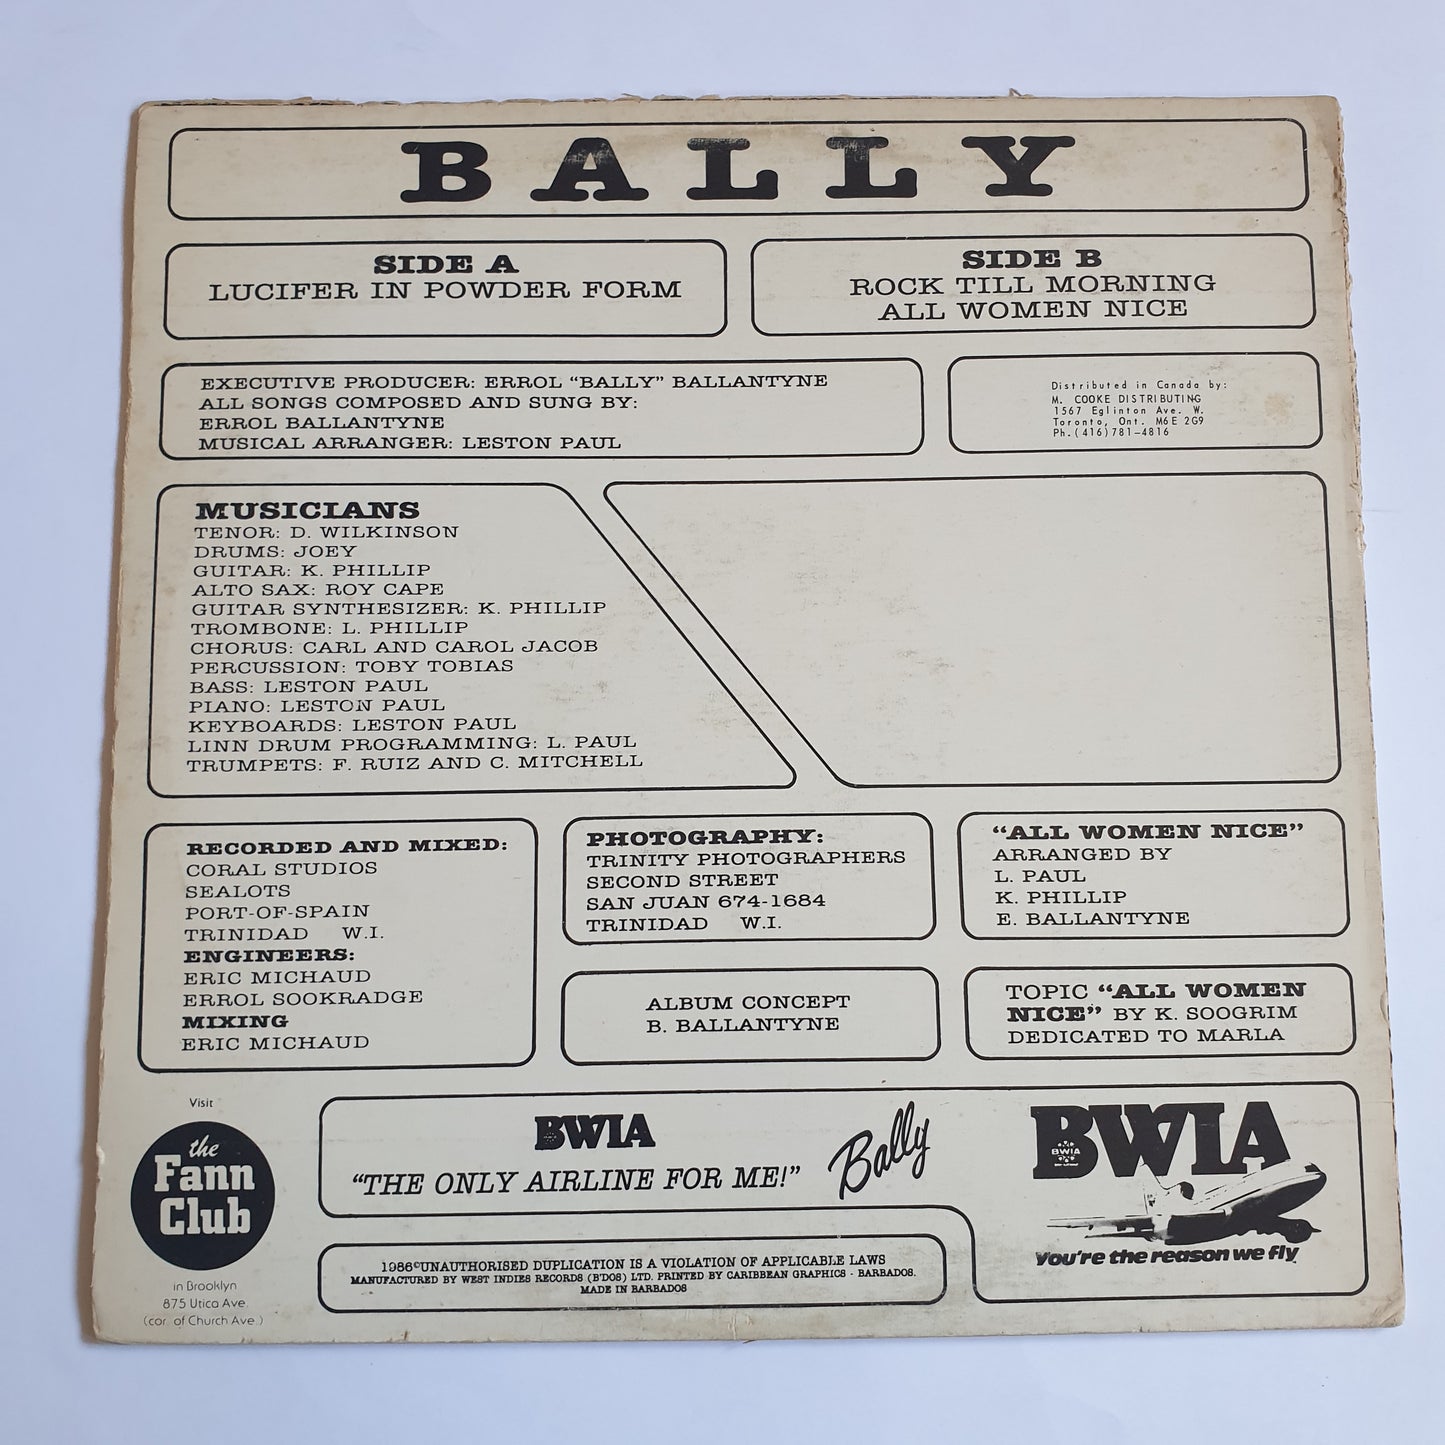 BALLY
SIDE A
LUCIFER IN POWDER FORM
SIDE B
ROCK TILL MORNING
ALL WOMEN NICE
EXECUTIVE PRODUCER: ERROL "BALLY" BALLANTYNE
ALL SONGS COMPOSED AND SUNG BY:
ERROL BALLANTYNE
MUSICAL ARRANGER: LESTON PAUL
Distributed in Canada by:
M. COOKE DISTRIBUTING
1567 Eglinton Ave. W.
Toronto, Ont. M6E 2G9
Ph.(416)781-4816
MUSICIANS
TENOR: D. WILKINSON
DRUMS: JOEY
GUITAR: K. PHILLIP
ALTO SAX: ROY CAPE
GUITAR SYNTHESIZER: K. PHILLIP
TROMBONE: L. PHILLIP
CHORUS: CARL AND CAROL JACOB
PERCUSSION: TOBY TOBIAS
BASS: LESTON PAUL
PIANO: LESTON PAUL
KEYBOARDS: LESTON PAUL
LINN DRUM PROGRAMMING: L. PAUL
TRUMPETS: F. RUIZ AND C. MITCHELL
RECORDED AND MIXED:
CORAL STUDIOS
SEALOTS
PORT-OF-SPAIN
TRINIDAD W.I.
ENGINEERS:
ERIC MICHAUD
ERROL SOOKRADGE
MIXING
ERIC MICHAUD
PHOTOGRAPHY:
TRINITY PHOTOGRAPHERS
SECOND STREET
SAN JUAN 674-1684
TRINIDAD W.I.
"ALL WOMEN NICE"
ARRANGED BY
L. PAUL
K. PHILLIP
E. BALLANTYNE
ALBUM CONCEPT
B. BALLANTYNE
TOPIC "ALL WOMEN
NICE" BY K. SOOGRIM
DEDICATED TO MARLA
Visit
the
Fann
Club
in Brooklyn
875 Utica Ave.
(cor. of Church Ave.)
BWIA
"THE ONLY AIRLINE FOR ME!"
Bally
BWIA
BWIA
You're the reason we fly
1986©UNAUTHORISED DUPLICATION IS A VIOLATION OF APPLICABLE LAWS
MANUFACTURED BY WEST INDIES RECORDS (B'DOS) LTD. PRINTED BY CARIBBEAN GRAPHICS - BARBADOS.
MADE IN BARBADOS